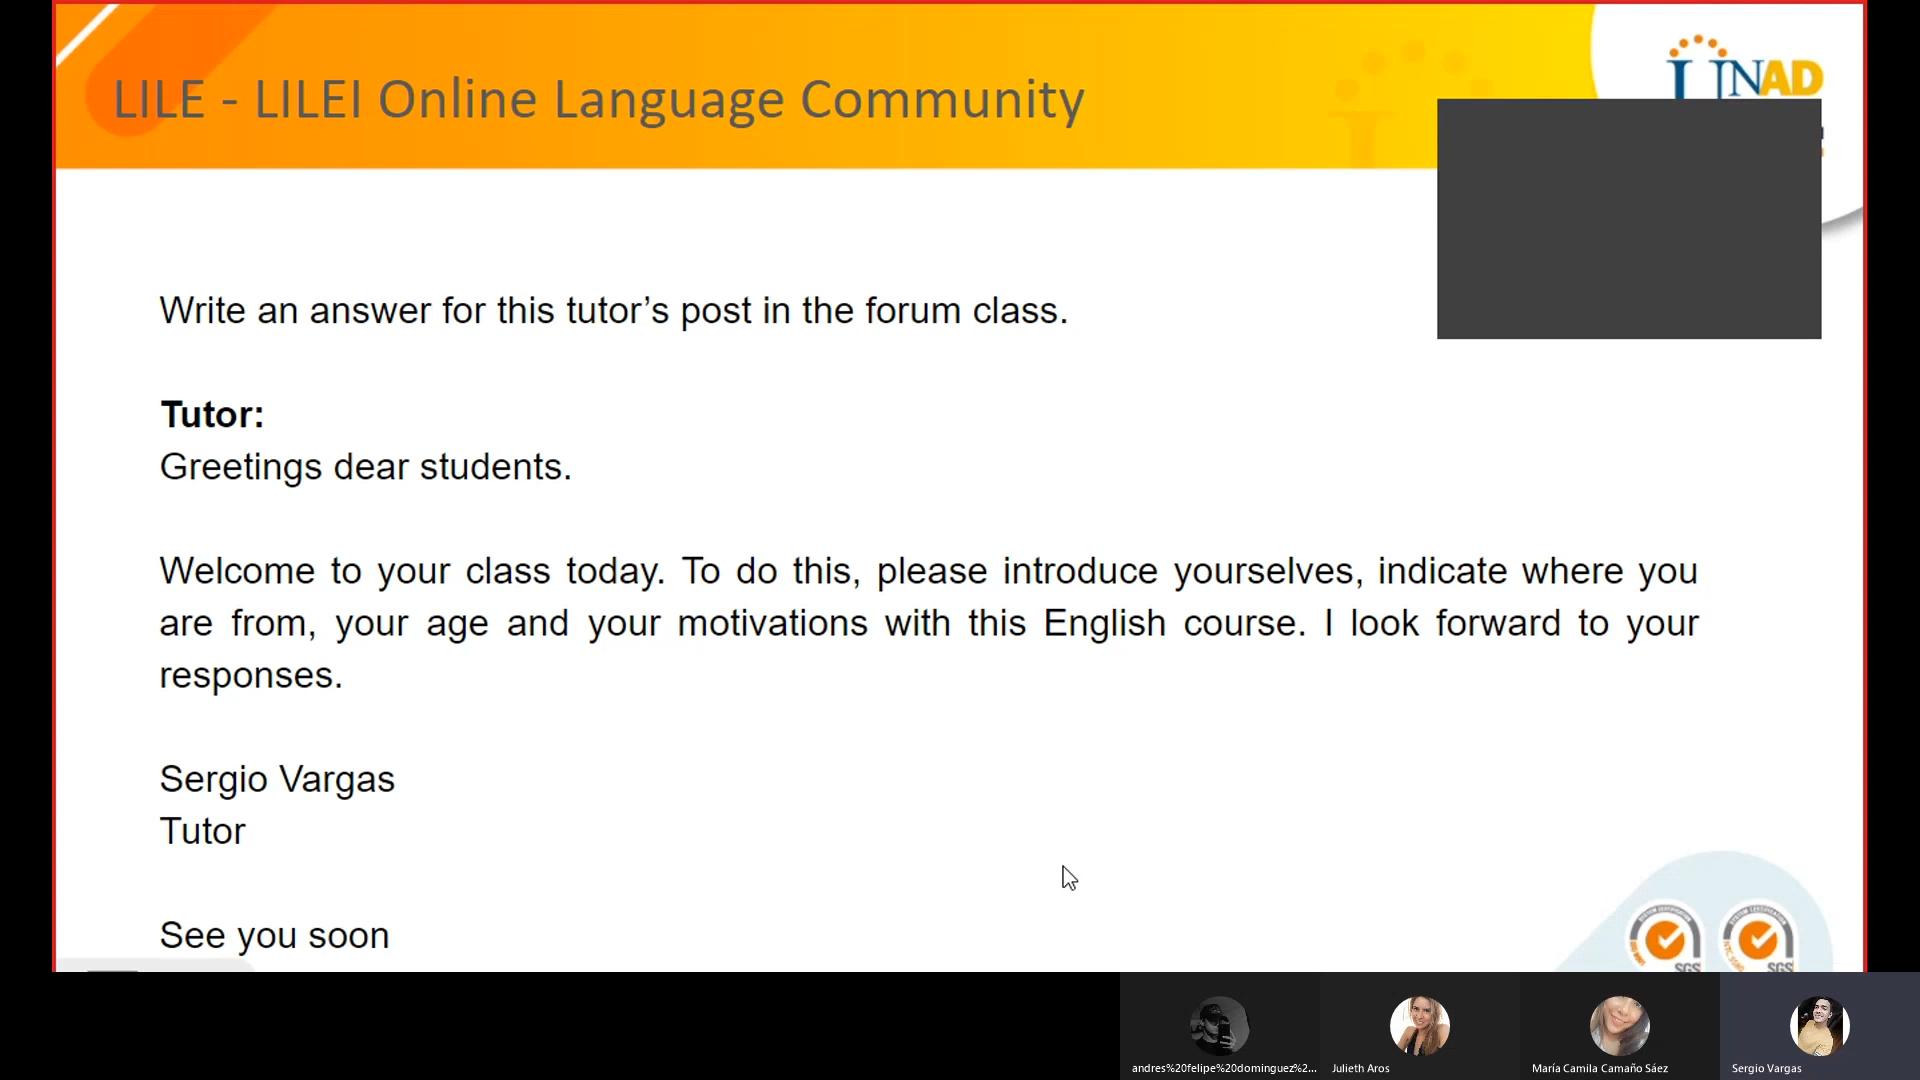 LILE - LILEI Online Language Community
UNAD
Write an answer for this tutor’s post in the forum class.
Tutor:
Greetings dear students.
Welcome to your class today. To do this, please introduce yourselves, indicate where you
are from, your age and your motivations with this English course. I look forward to your
responses.
Sergio Vargas
Tutor
See you soon
SGS
SGS
andres%20felipe%20dominguez%2...
Julieth Aros
María Camila Camaño Sáez
Sergio Vargas